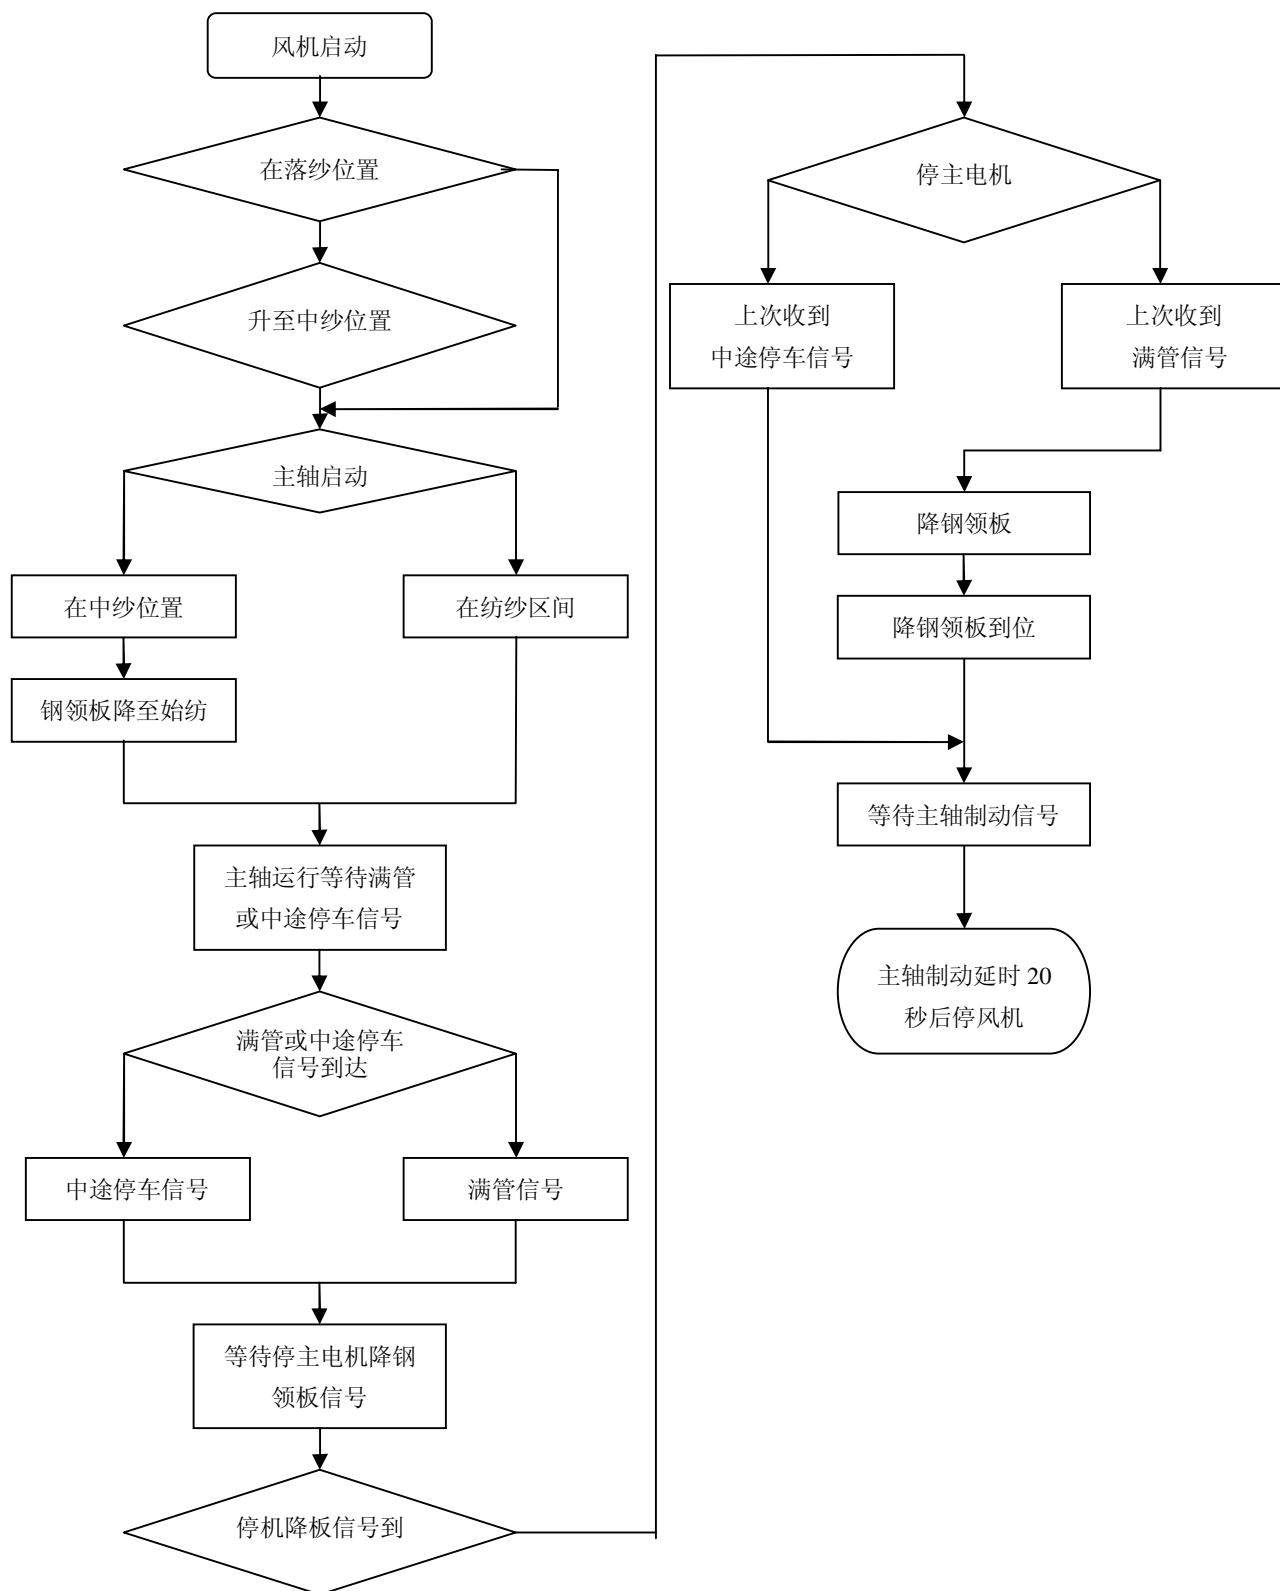 风机启动
在落纱位置
升至中纱位置
主轴启动
在中纱位置
在纺纱区间
钢领板降至始纺
主轴运行等待满管
或中途停车信号
满管或中途停车
信号到达
中途停车信号
满管信号
等待停主电机降钢
领板信号
停机降板信号到
停主电机
上次收到
中途停车信号
上次收到
满管信号
降钢领板
降钢领板到位
等待主轴制动信号
主轴制动延时 20
秒后停风机